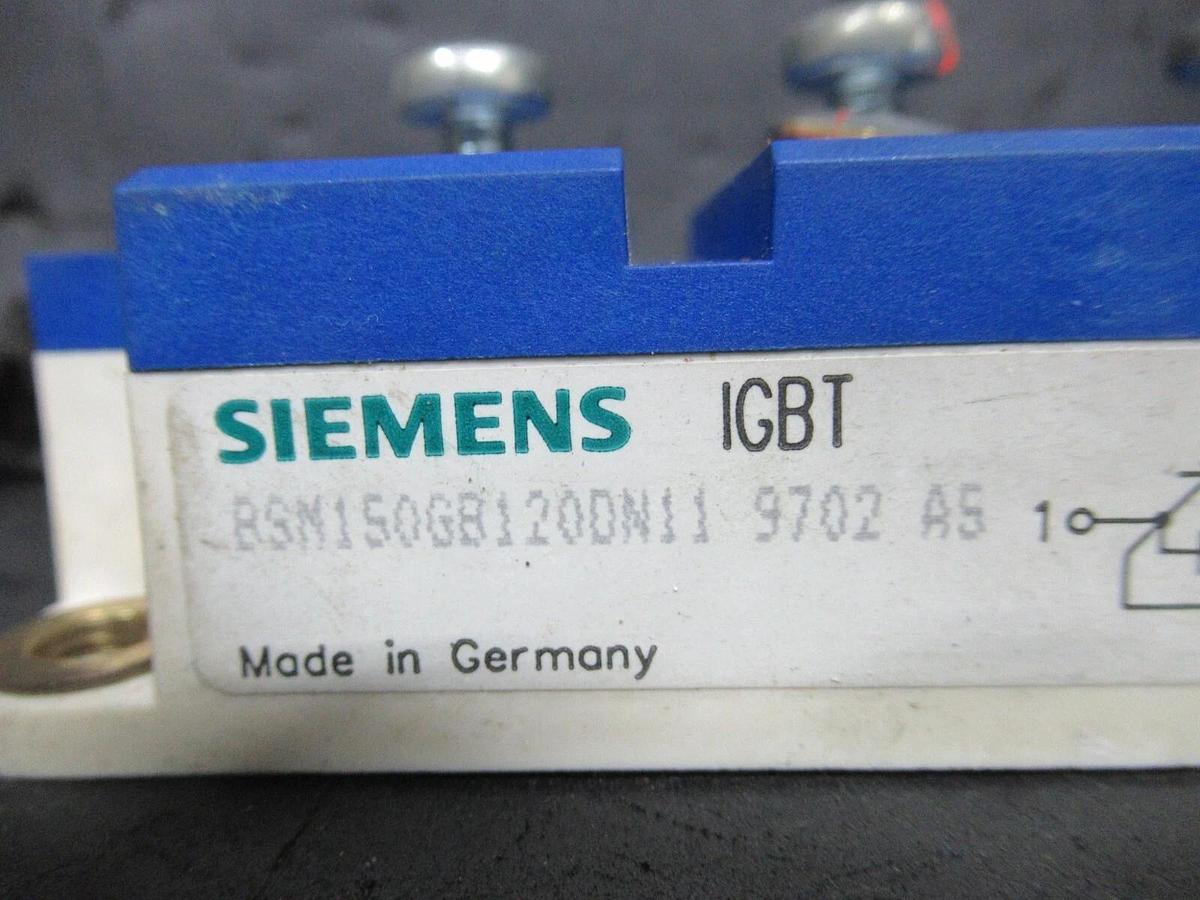 SIEMENS IGBT
BSM150GB120DN11 9702 A5
1
Made in Germany